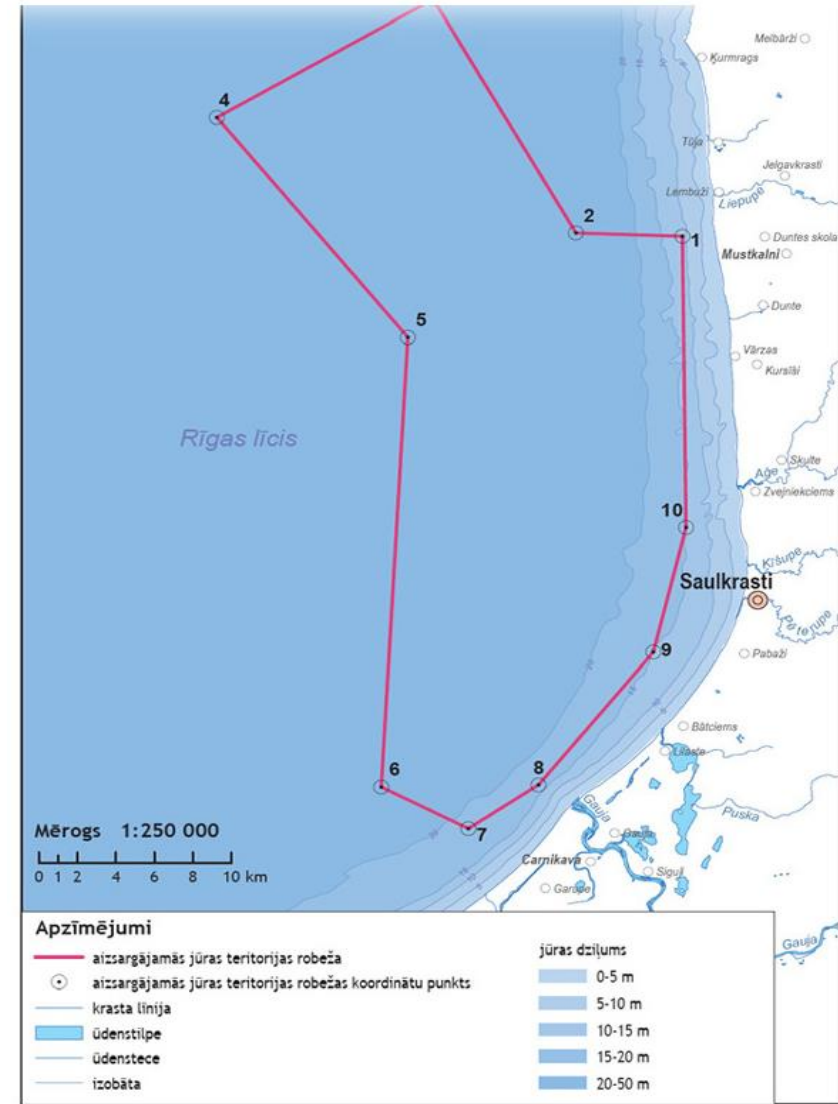 Melbārži
Ķurmrags
4
Tūja
Jelgavkrasti
Lembuži
Liepupe
2
1
Duntes skola
Mustkalni
Dunte
5
Vārzas
Kursīši
Rīgas līcis
Skulte
Aģe
Zvejniekciems
10
Ķīšupe
Saulkrasti
Pēterupe
9
Pabaži
Bātciems
Lilaste
6
8
Gauja
Puska
7
Gauja
Mērogs 1:250 000
Carnikava
Siguļi
0 1 2 4 6 8 10 km
Garupe
Apzīmējumi
Gauja
aizsargājamās jūras teritorijas robeža
aizsargājamās jūras teritorijas robežas koordinātu punkts
krasta līnija
ūdenstilpe
ūdenstece
izobāta
jūras dziļums
0-5 m
5-10 m
10-15 m
15-20 m
20-50 m